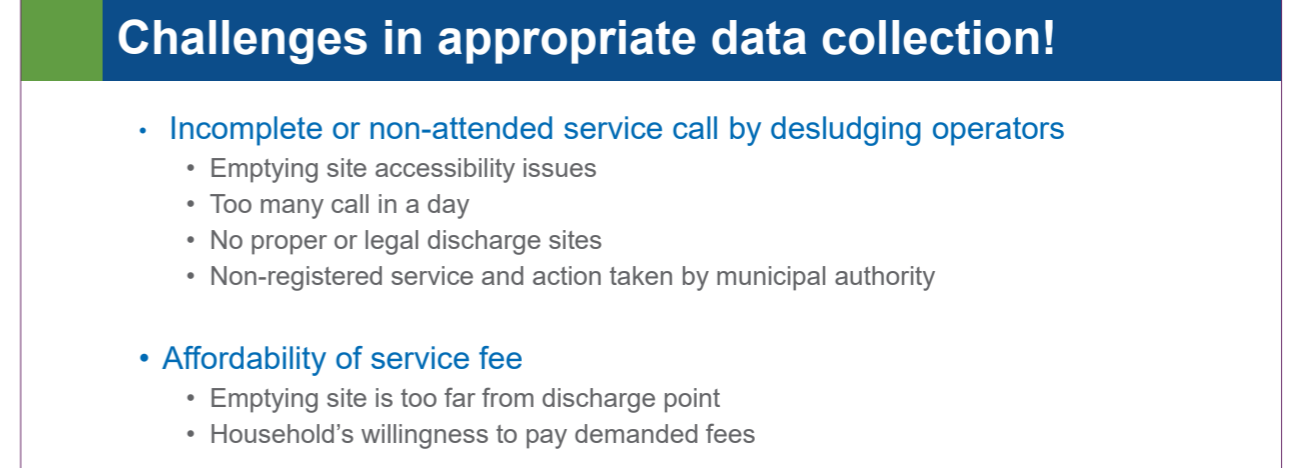 Challenges in appropriate data collection!
• Incomplete or non-attended service call by desludging operators
• Emptying site accessibility issues
• Too many call in a day
• No proper or legal discharge sites
• Non-registered service and action taken by municipal authority
• Affordability of service fee
• Emptying site is too far from discharge point
• Household’s willingness to pay demanded fees